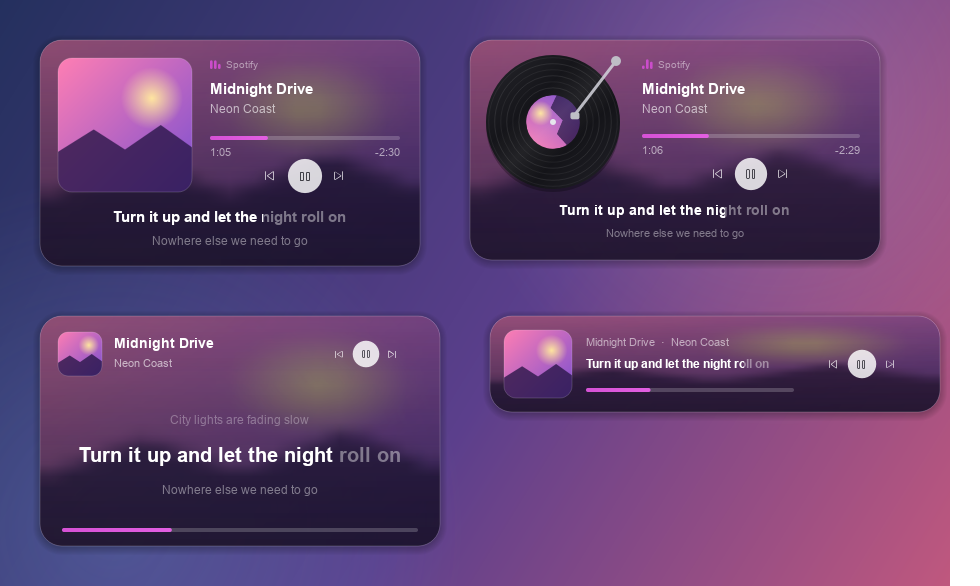 Spotify
Midnight Drive
Neon Coast
1:05 -2:30
Turn it up and let the night roll on
Nowhere else we need to go
Spotify
Midnight Drive
Neon Coast
1:06 -2:29
Turn it up and let the night roll on
Nowhere else we need to go
Midnight Drive
Neon Coast
City lights are fading slow
Turn it up and let the night roll on
Nowhere else we need to go
Midnight Drive · Neon Coast
Turn it up and let the night roll on